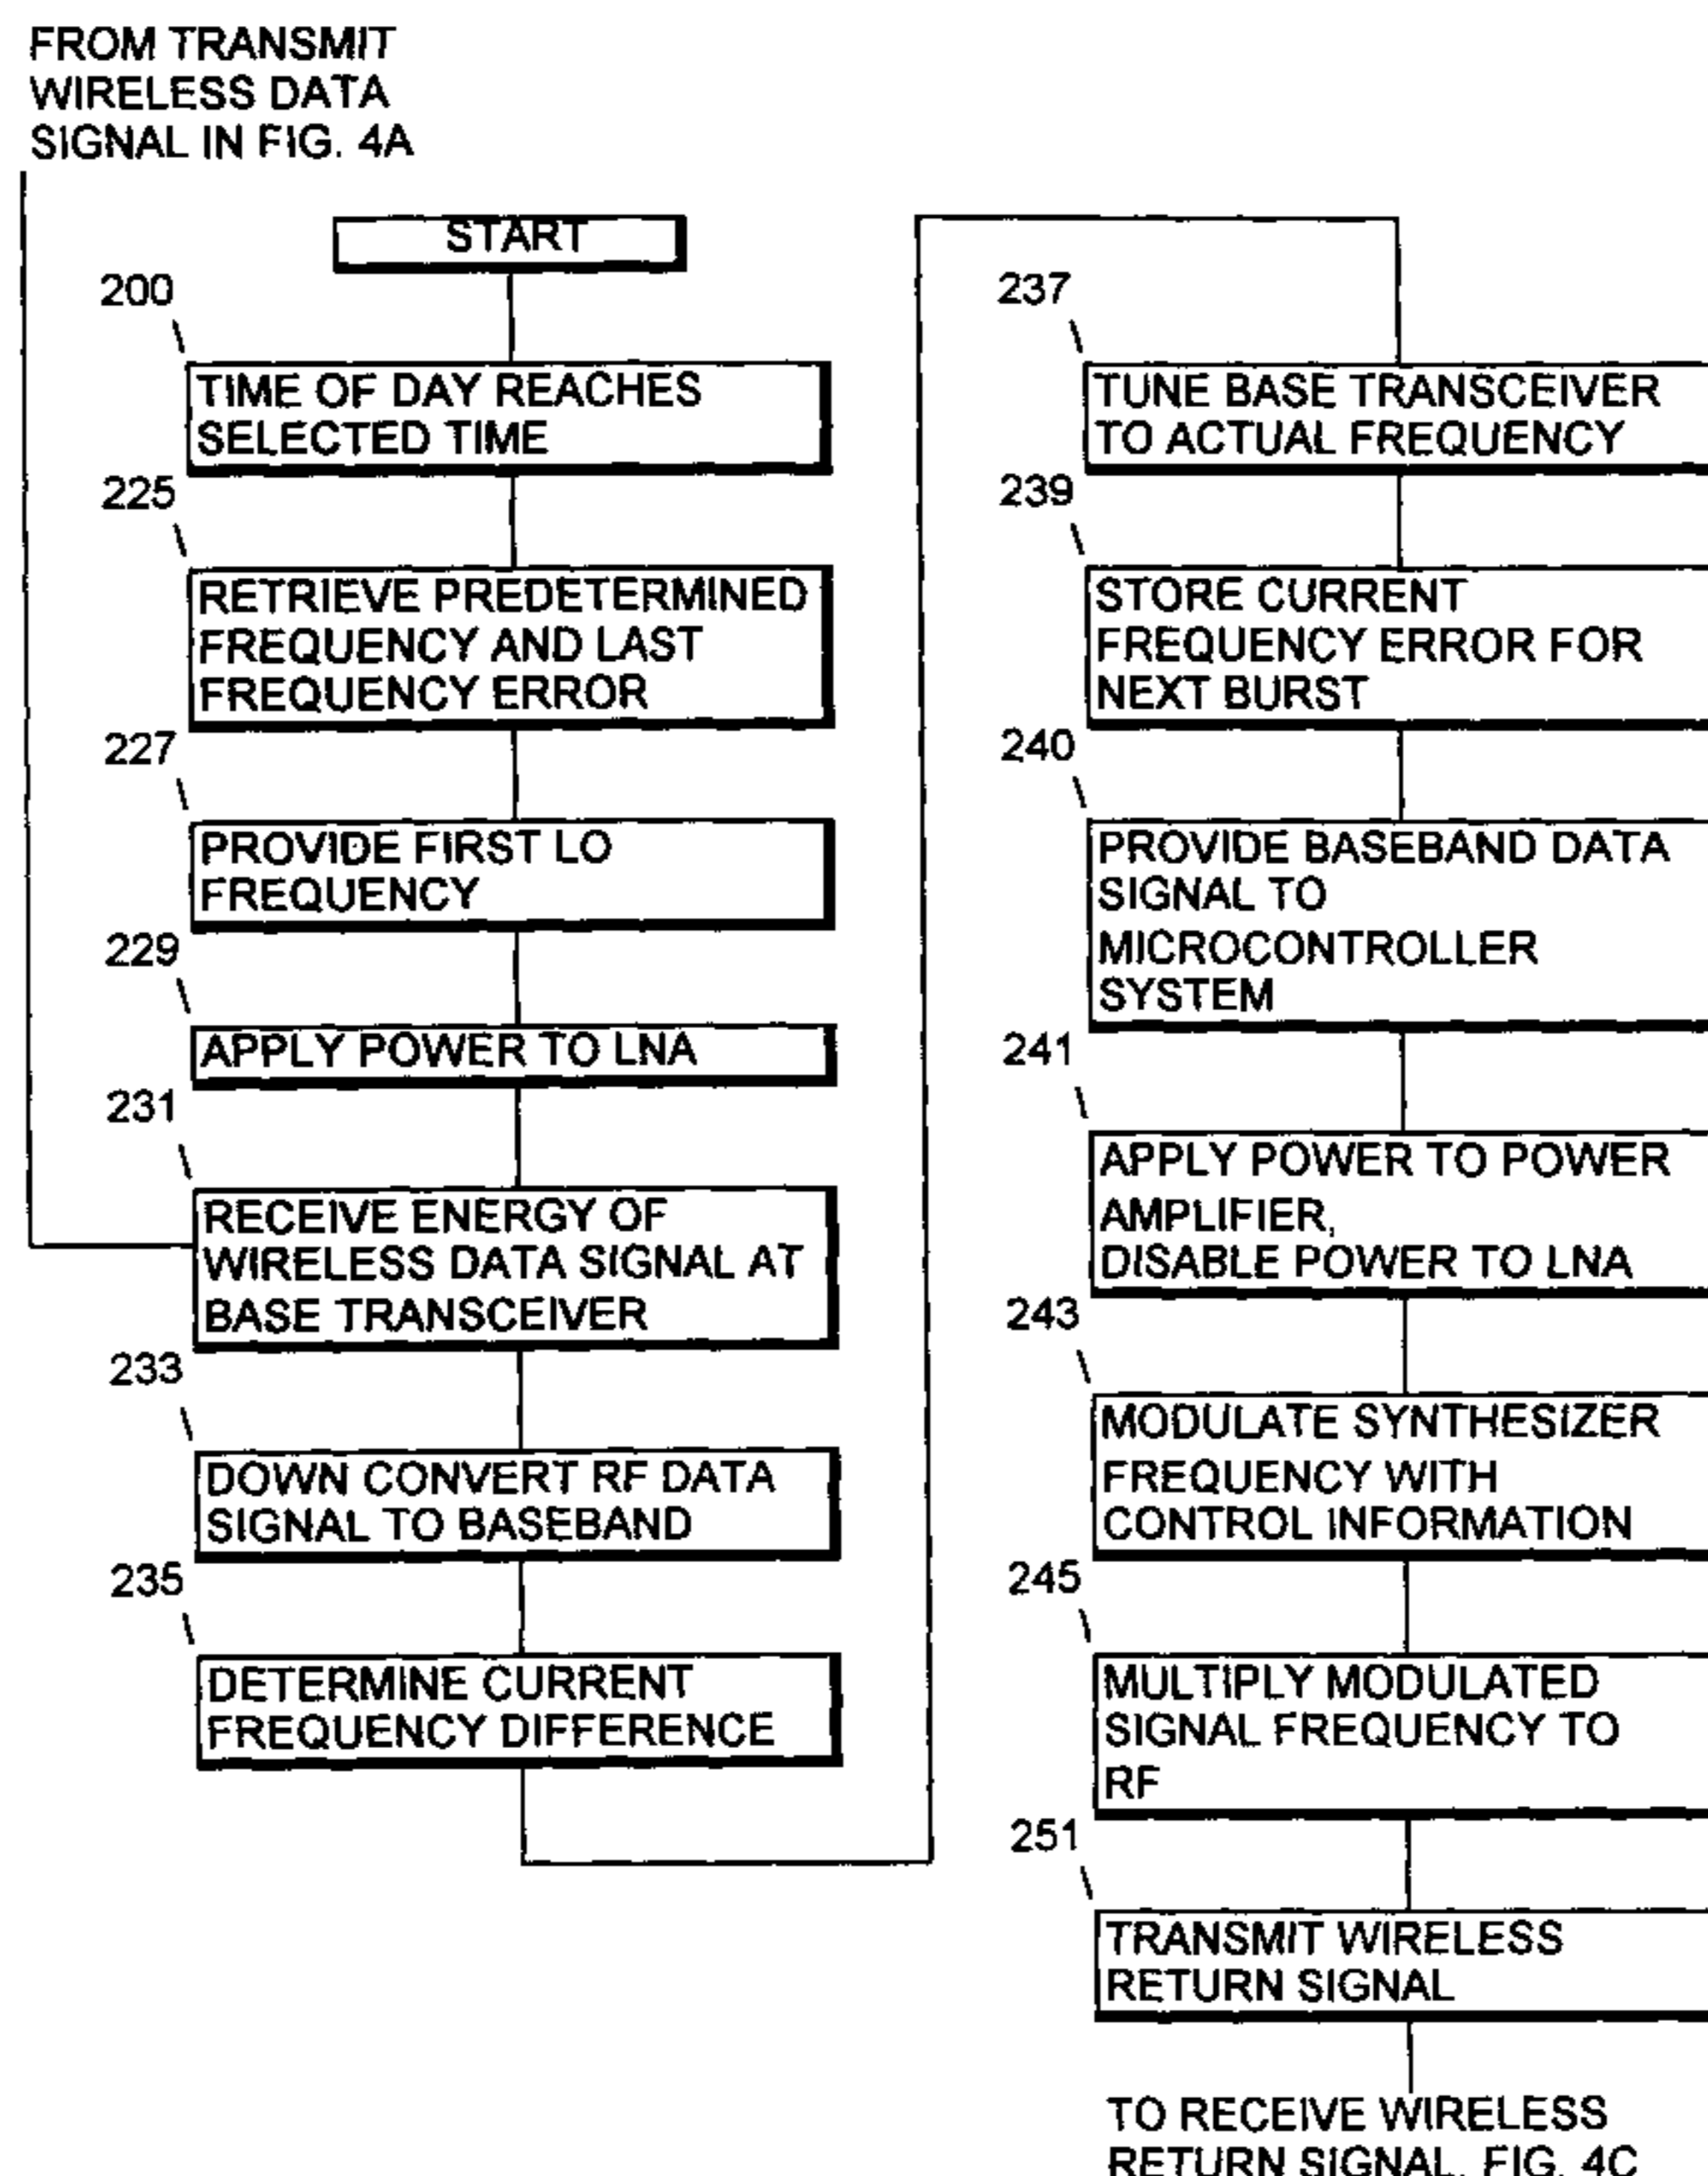 FROM TRANSMIT
WIRELESS DATA
SIGNAL IN FIG. 4A
START
200
TIME OF DAY REACHES
SELECTED TIME
225
RETRIEVE PREDETERMINED
FREQUENCY AND LAST
FREQUENCY ERROR
227
PROVIDE FIRST LO
FREQUENCY
229
APPLY POWER TO LNA
231
RECEIVE ENERGY OF
WIRELESS DATA SIGNAL AT
BASE TRANSCEIVER
233
DOWN CONVERT RF DATA
SIGNAL TO BASEBAND
235
DETERMINE CURRENT
FREQUENCY DIFFERENCE
237
TUNE BASE TRANSCEIVER
TO ACTUAL FREQUENCY
239
STORE CURRENT
FREQUENCY ERROR FOR
NEXT BURST
240
PROVIDE BASEBAND DATA
SIGNAL TO
MICROCONTROLLER
SYSTEM
241
APPLY POWER TO POWER
AMPLIFIER,
DISABLE POWER TO LNA
243
MODULATE SYNTHESIZER
FREQUENCY WITH
CONTROL INFORMATION
245
MULTIPLY MODULATED
SIGNAL FREQUENCY TO
RF
251
TRANSMIT WIRELESS
RETURN SIGNAL
TO RECEIVE WIRELESS
RETURN SIGNAL, FIG. 4C